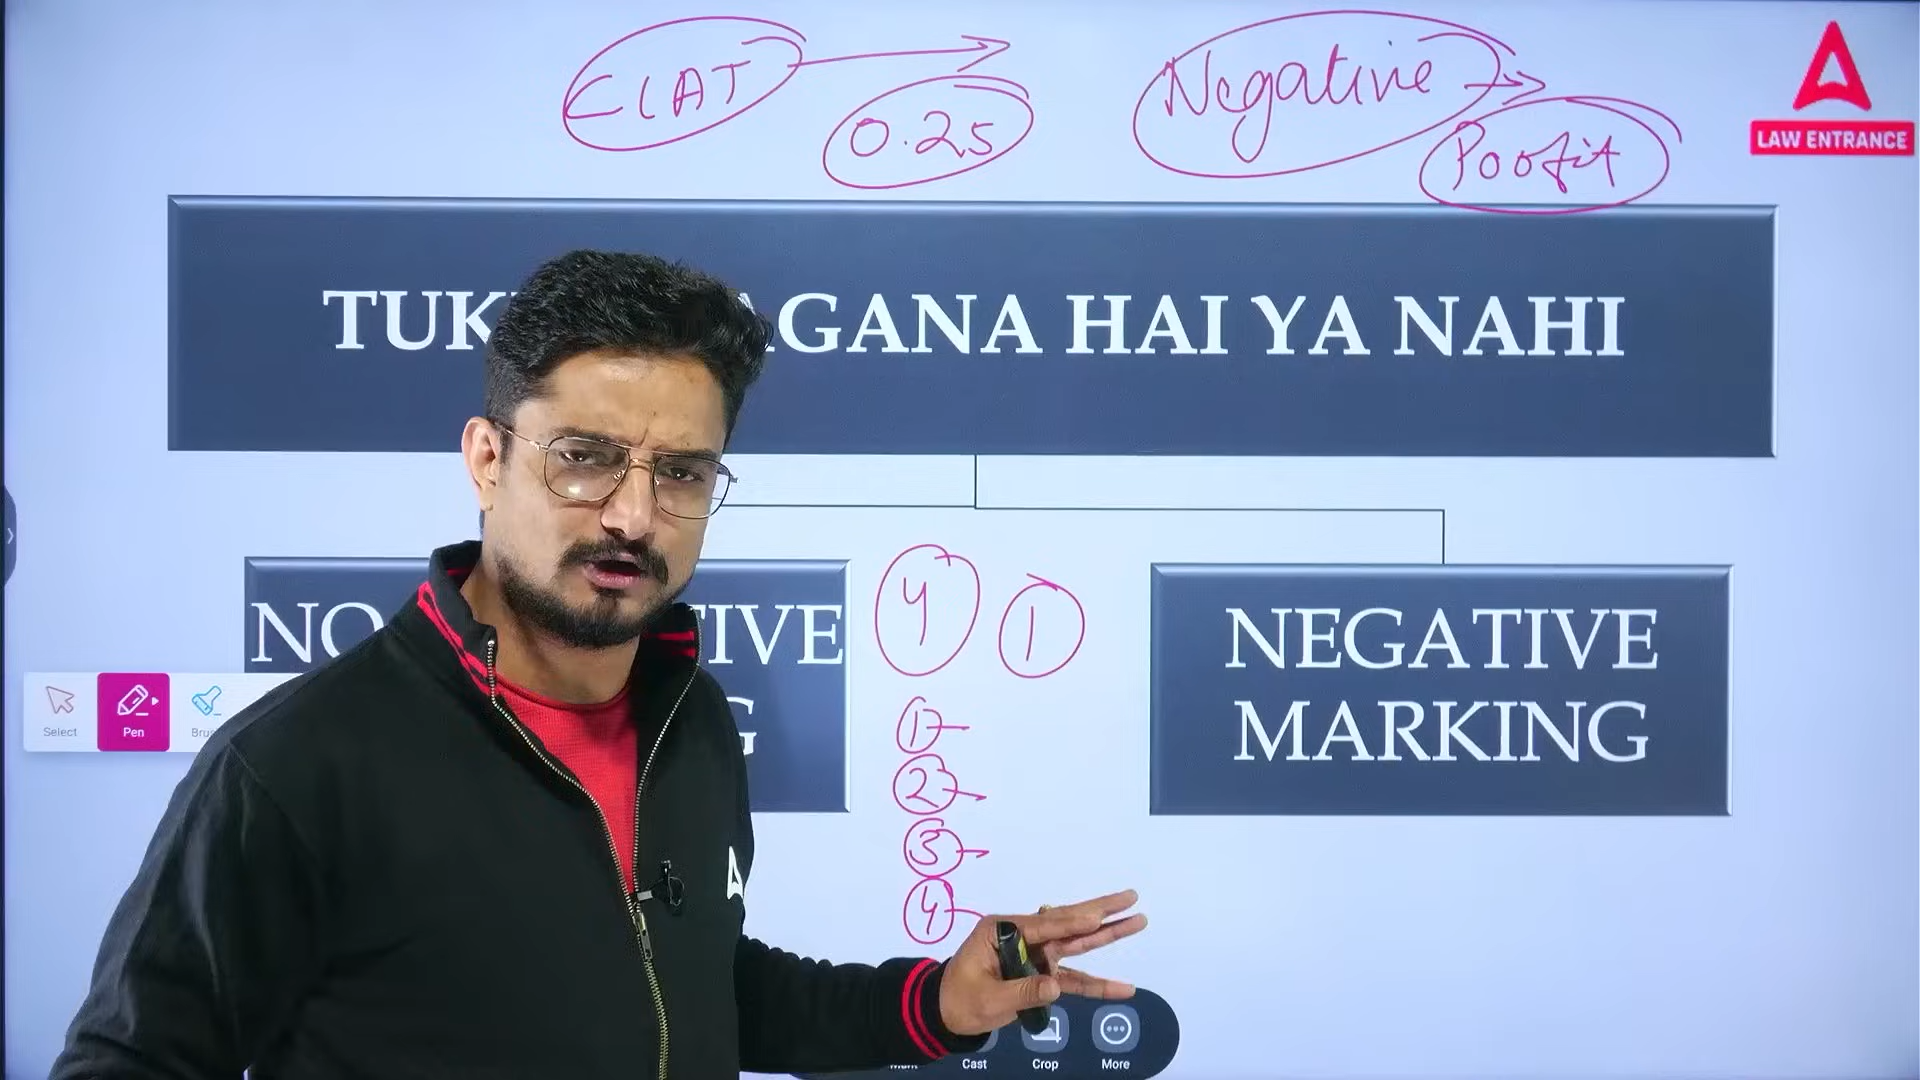 CLAT
Negative
0.25
Poofit
LAW ENTRANCE
TUK AGANA HAI YA NAHI
NO TIVE
G
4 1
NEGATIVE
MARKING
Select
Pen
Bru
1
2
3
4
Cast
Crop
More